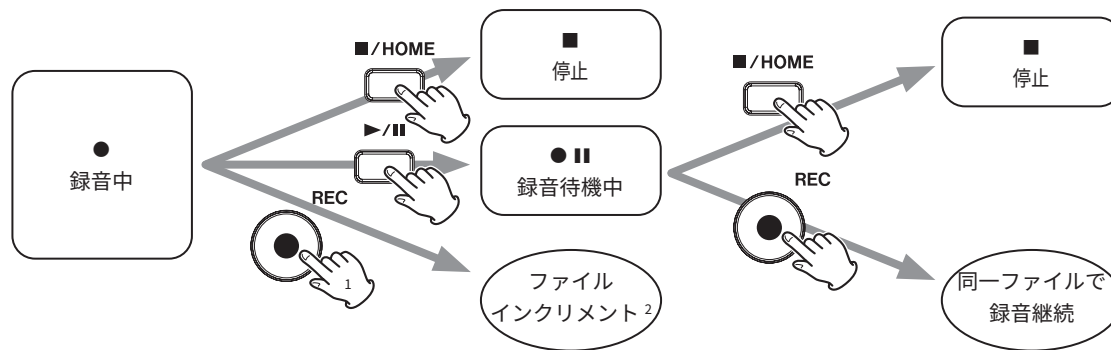 ●
録音中
■/HOME
►/II
REC
1
■
停止
●II
録音待機中
ファイル
インクリメント 2
■/HOME
REC
■
停止
同一ファイルで
録音継続